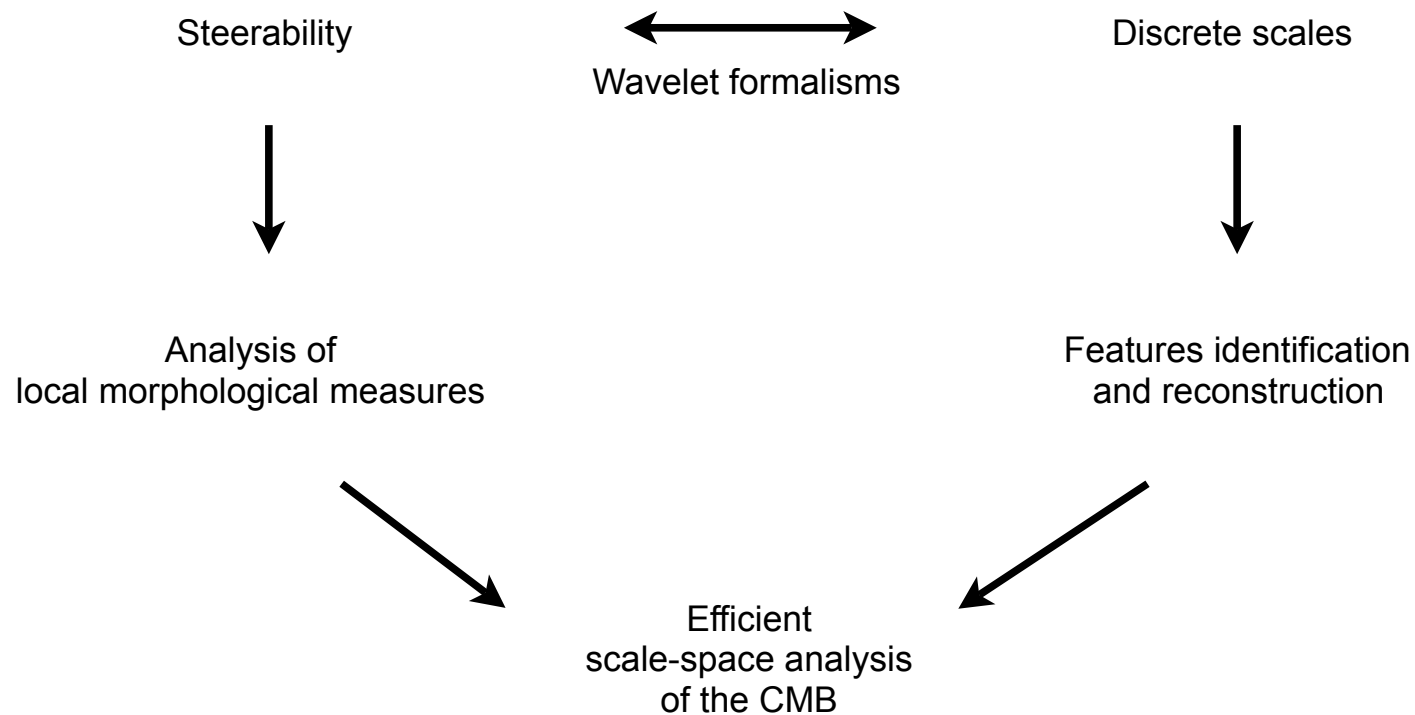 Steerability
Wavelet formalisms
Discrete scales
Analysis of
local morphological measures
Features identification
and reconstruction
Efficient
scale-space analysis
of the CMB